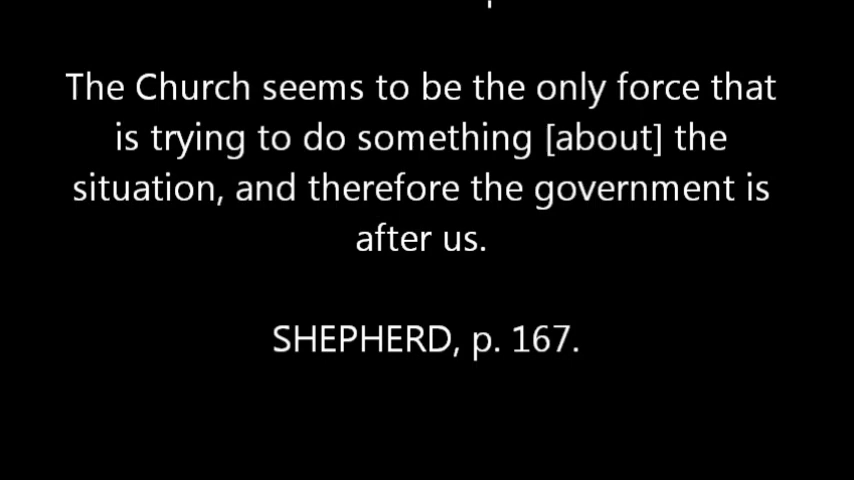 The Church seems to be the only force that
is trying to do something [about] the
situation, and therefore the government is
after us.
SHEPHERD, p. 167.